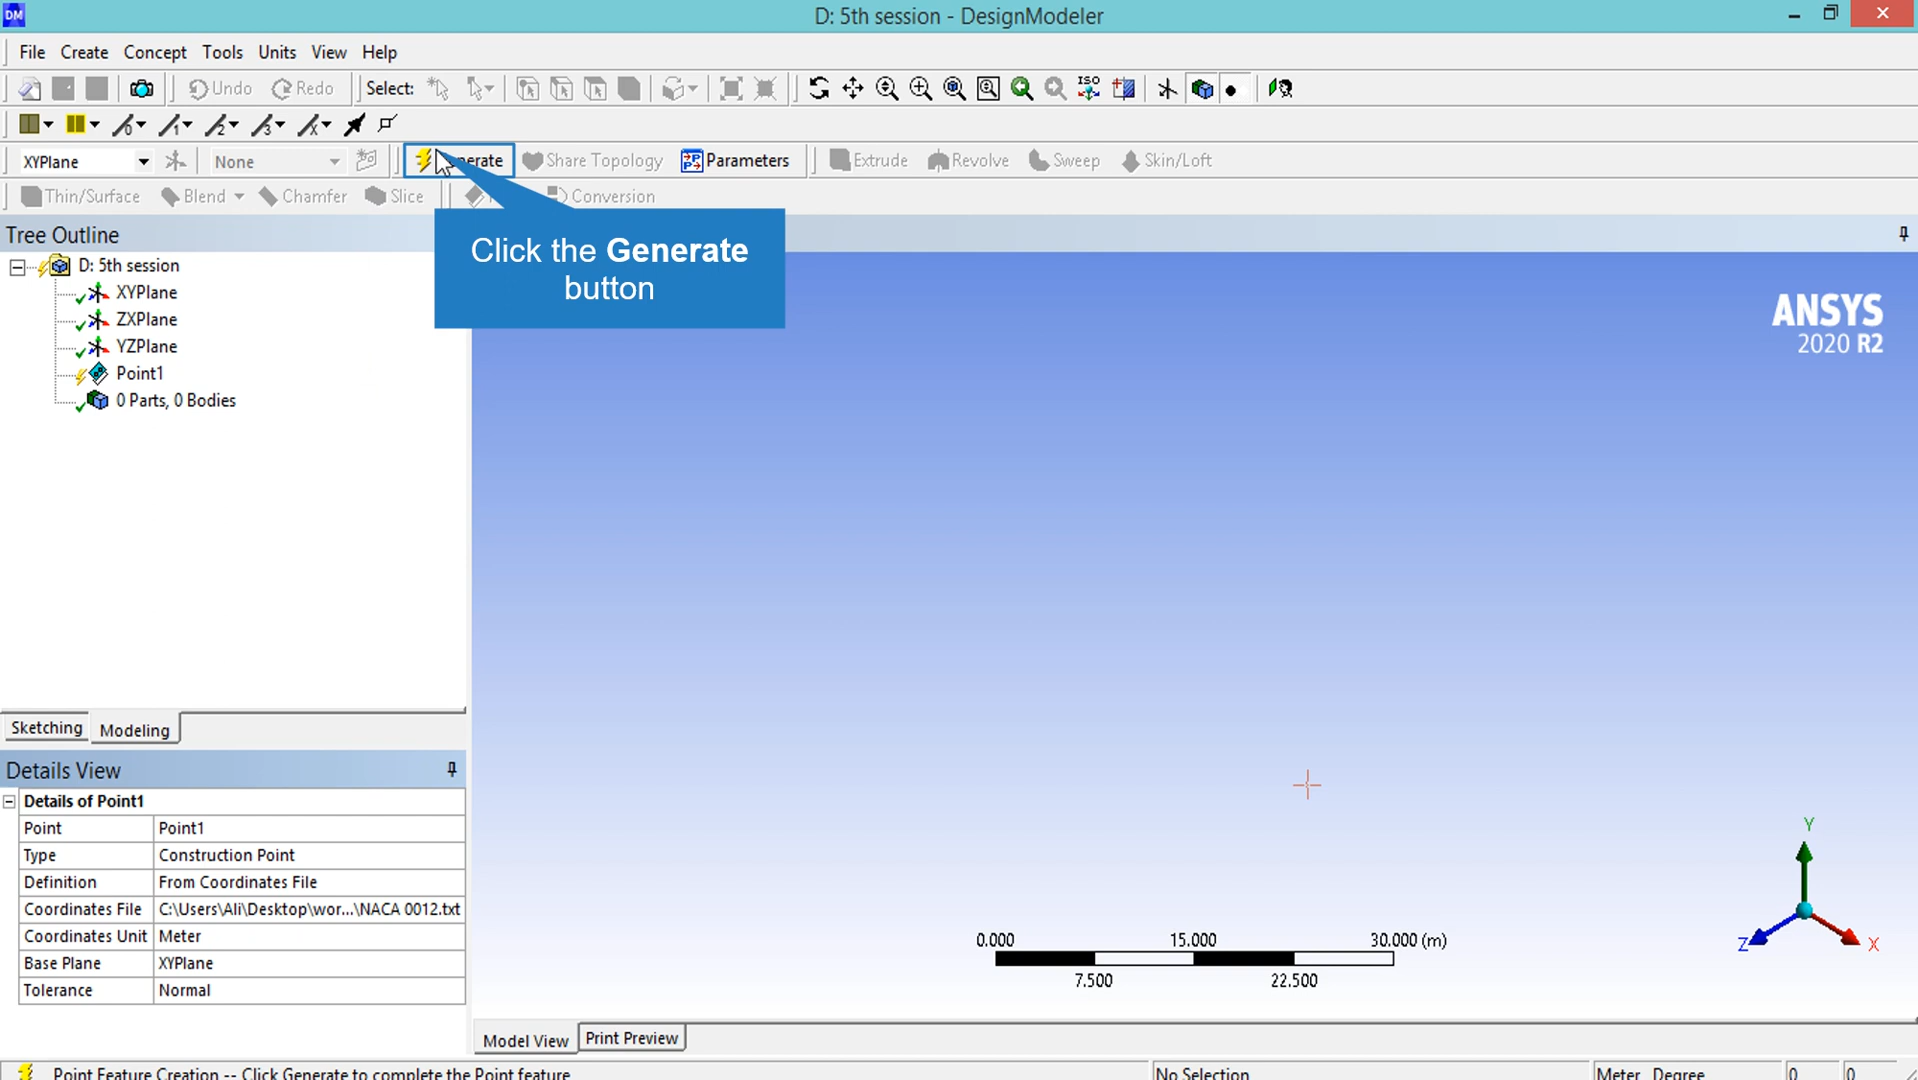 DM
D: 5th session - DesignModeler
File Create Concept Tools Units View Help
Undo Redo Select: ISO
XYPlane None Share Topology Parameters Extrude Revolve Sweep Skin/Loft
Thin/Surface Blend Chamfer Slice Conversion
Click the Generate
button
Tree Outline
D: 5th session
XYPlane
ZXPlane
YZPlane
Point1
0 Parts, 0 Bodies
ANSYS
2020 R2
Sketching Modeling
Details View
Details of Point1
Point Point1
Type Construction Point
Definition From Coordinates File
Coordinates File C:\Users\Ali\Desktop\wor...\NACA 0012.txt
Coordinates Unit Meter
Base Plane XYPlane
Tolerance Normal
0.000 15.000 30.000 (m)
7.500 22.500
Y
Z X
Model View Print Preview
Point Feature Creation -- Click Generate to complete the Point feature No Selection Meter Degree 0 0